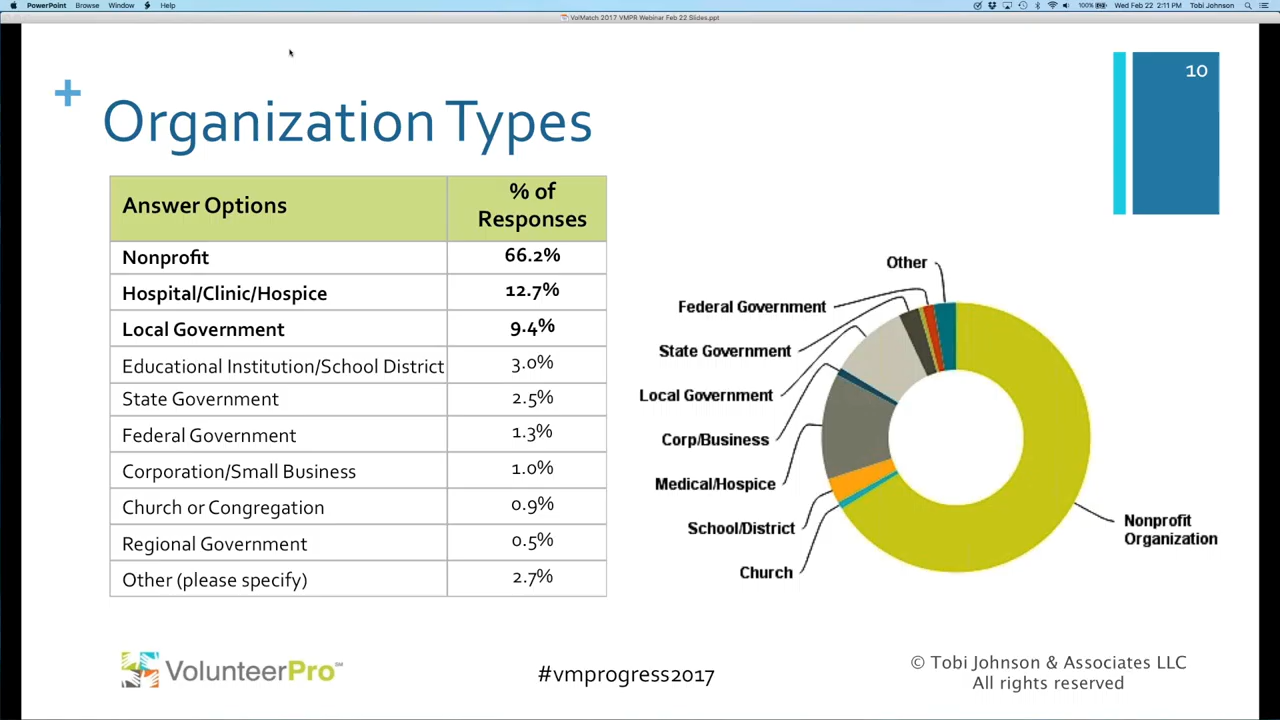 PowerPoint Browse Window Help
100% Wed Feb 22 2:11 PM Tobi Johnson
VolMatch 2017 VMPR Webinar Feb 22 Slides.ppt
10
+
Organization Types
Answer Options % of Responses
Nonprofit 66.2%
Hospital/Clinic/Hospice 12.7%
Local Government 9.4%
Educational Institution/School District 3.0%
State Government 2.5%
Federal Government 1.3%
Corporation/Small Business 1.0%
Church or Congregation 0.9%
Regional Government 0.5%
Other (please specify) 2.7%
Other
Federal Government
State Government
Local Government
Corp/Business
Medical/Hospice
School/District
Church
Nonprofit
Organization
VolunteerPro℠
#vmprogress2017
© Tobi Johnson & Associates LLC
All rights reserved